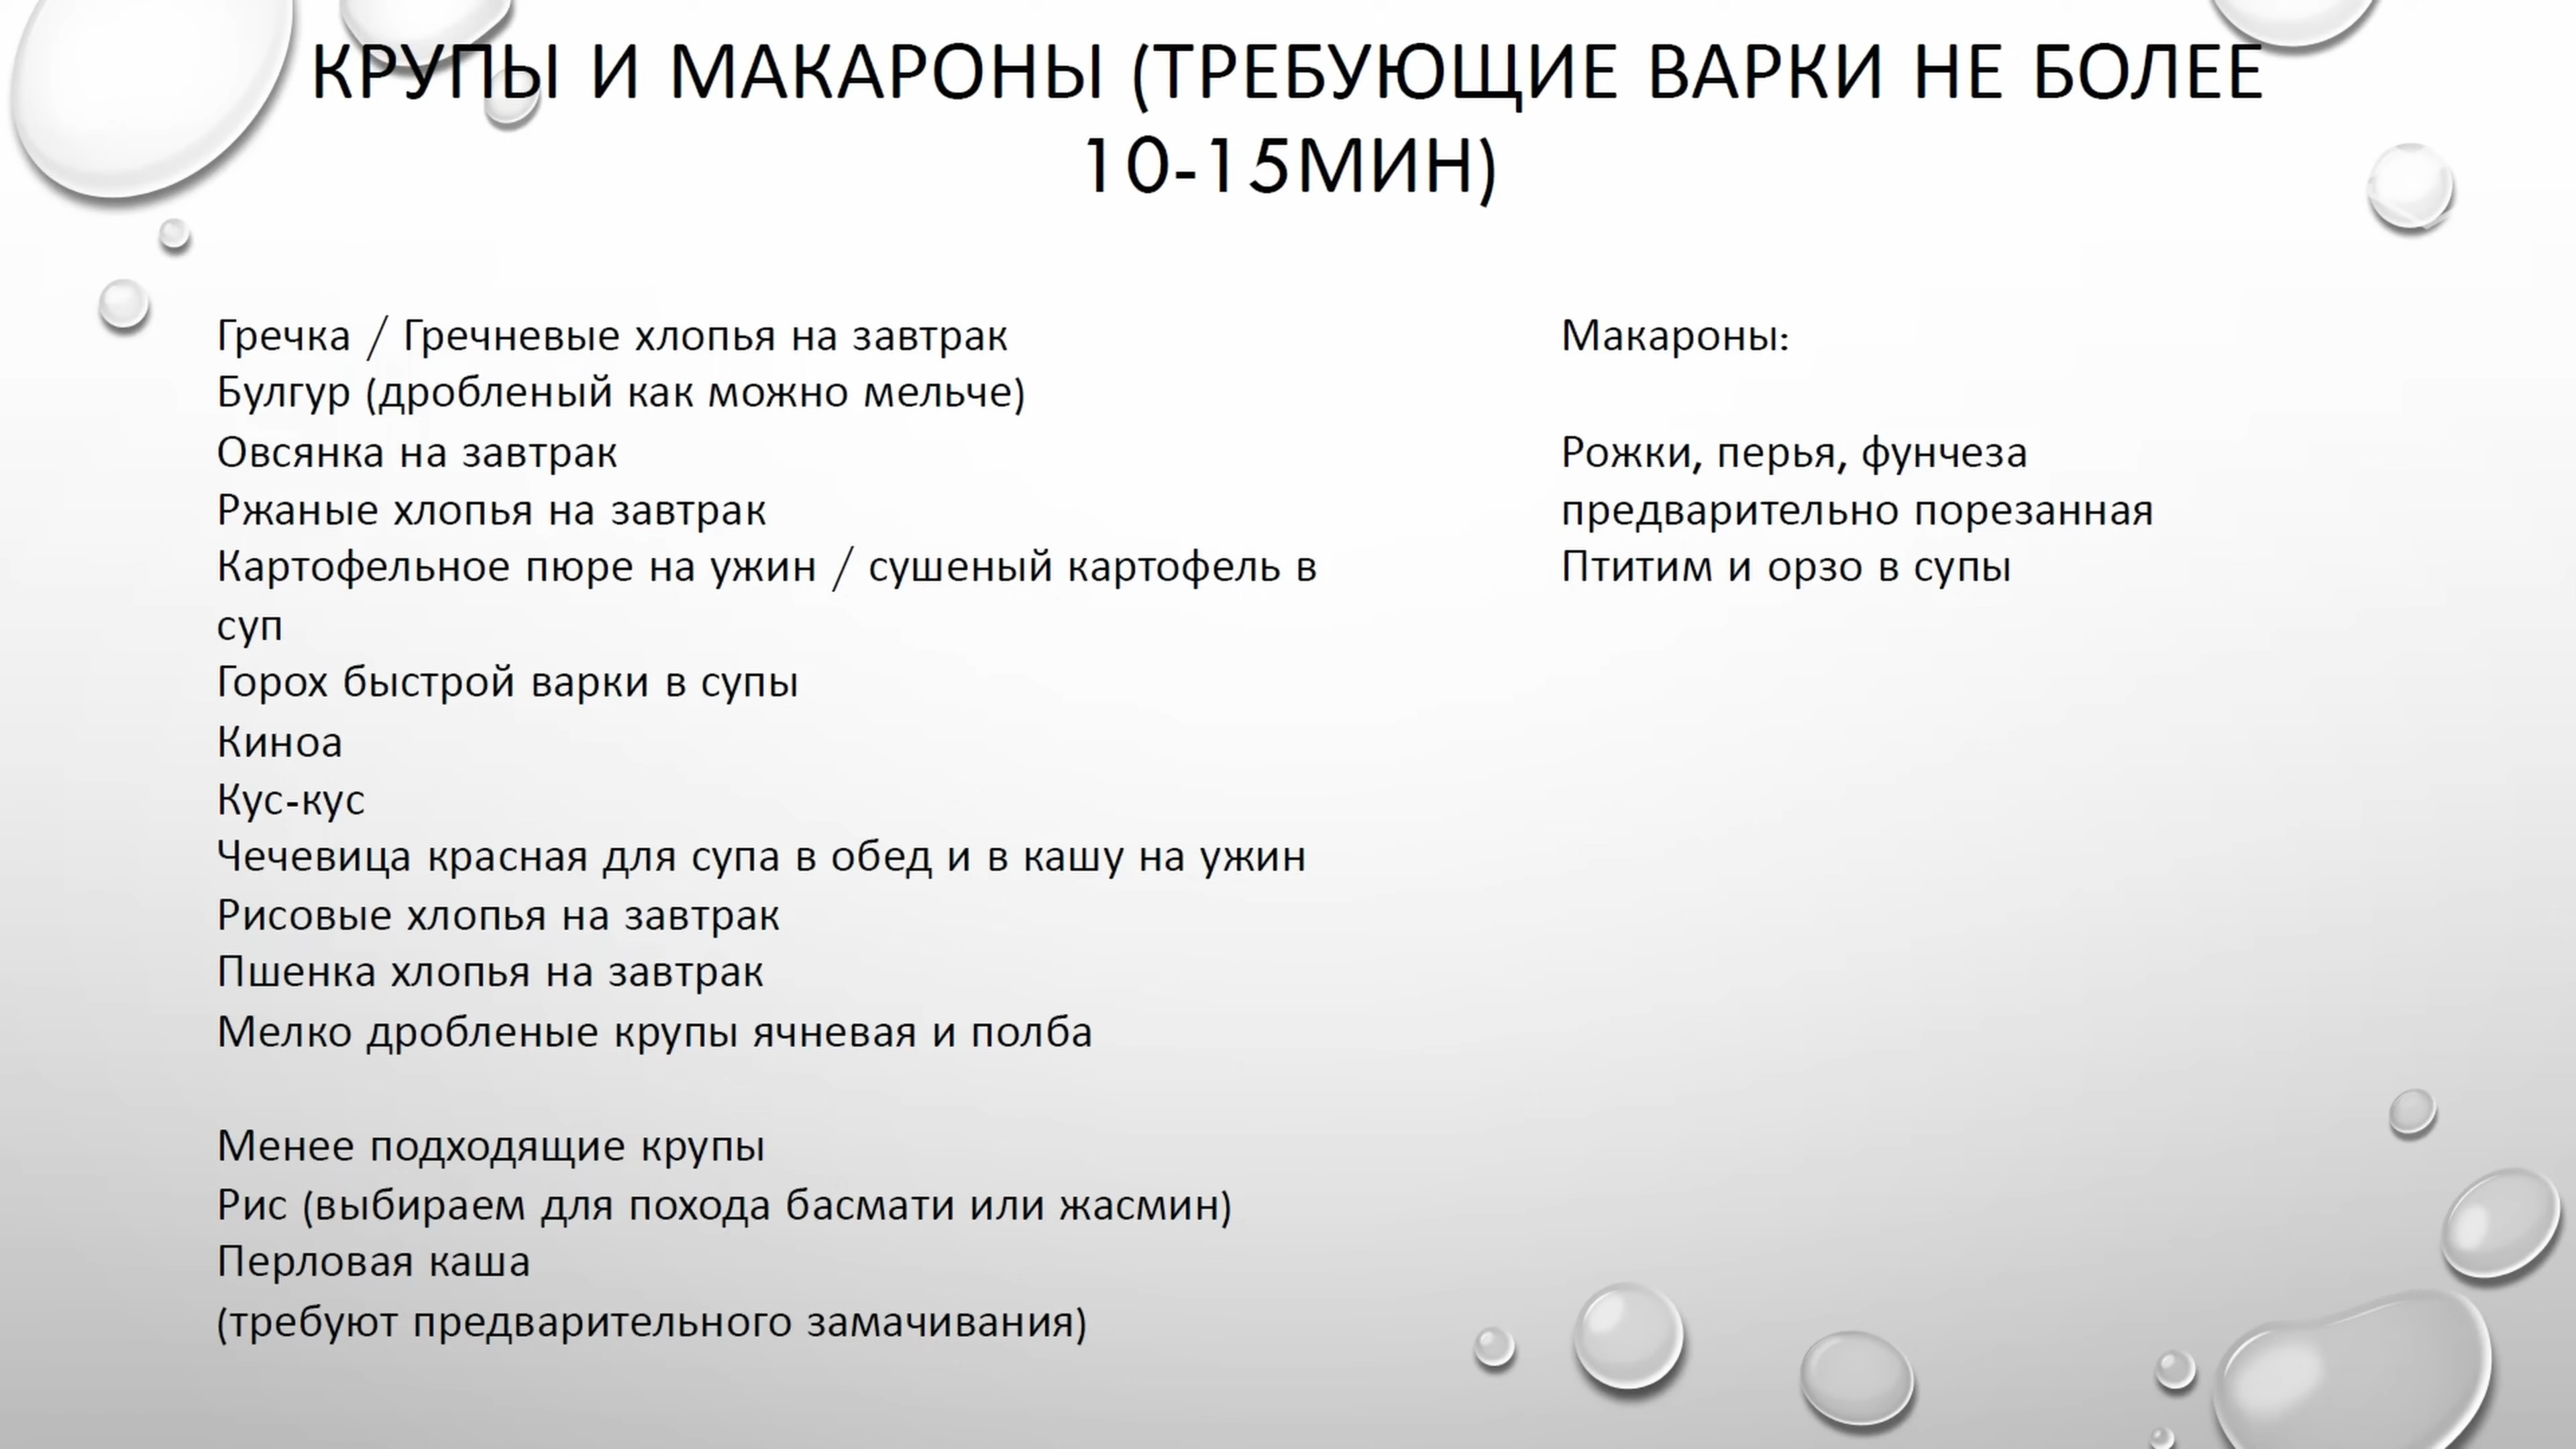 КРУПЫ И МАКАРОНЫ (ТРЕБУЮЩИЕ ВАРКИ НЕ БОЛЕЕ
10-15МИН)
Гречка / Гречневые хлопья на завтрак
Булгур (дробленый как можно мельче)
Овсянка на завтрак
Ржаные хлопья на завтрак
Картофельное пюре на ужин / сушеный картофель в
суп
Горох быстрой варки в супы
Киноа
Кус-кус
Чечевица красная для супа в обед и в кашу на ужин
Рисовые хлопья на завтрак
Пшенка хлопья на завтрак
Мелко дробленые крупы ячневая и полба
Менее подходящие крупы
Рис (выбираем для похода басмати или жасмин)
Перловая каша
(требуют предварительного замачивания)
Макароны:
Рожки, перья, фунчеза
предварительно порезанная
Птитим и орзо в супы